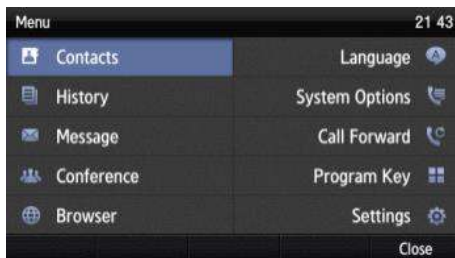 Menu 21 43
Contacts Language
History System Options
Message Call Forward
Conference Program Key
Browser Settings
Close